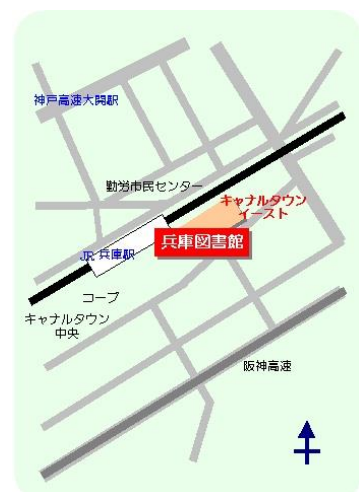 神戸高速大開駅
勤労市民センター
キャナルタウン
イースト
兵庫図書館
JR 兵庫駅
コープ
キャナルタウン
中央
阪神高速